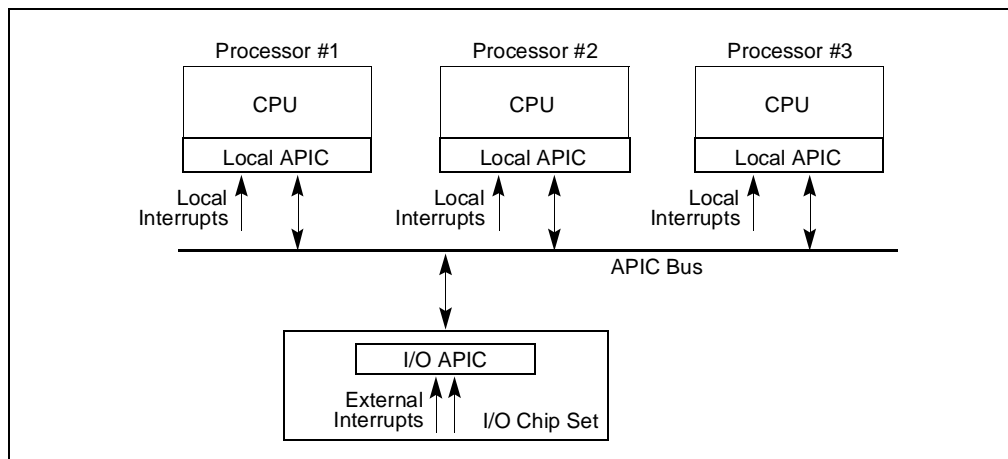 Processor #1
Processor #2
Processor #3
CPU
CPU
CPU
Local APIC
Local APIC
Local APIC
Local
Interrupts
Local
Interrupts
Local
Interrupts
APIC Bus
I/O APIC
External
Interrupts
I/O Chip Set